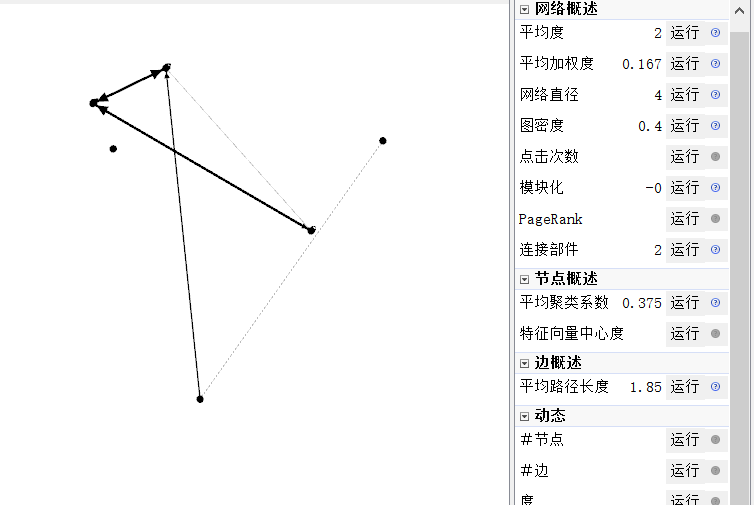 网络概述
平均度 2 运行
平均加权度 0.167 运行
网络直径 4 运行
图密度 0.4 运行
点击次数 运行
模块化 -0 运行
PageRank 运行
连接部件 2 运行
节点概述
平均聚类系数 0.375 运行
特征向量中心度 运行
边概述
平均路径长度 1.85 运行
动态
#节点 运行
#边 运行
度 运行